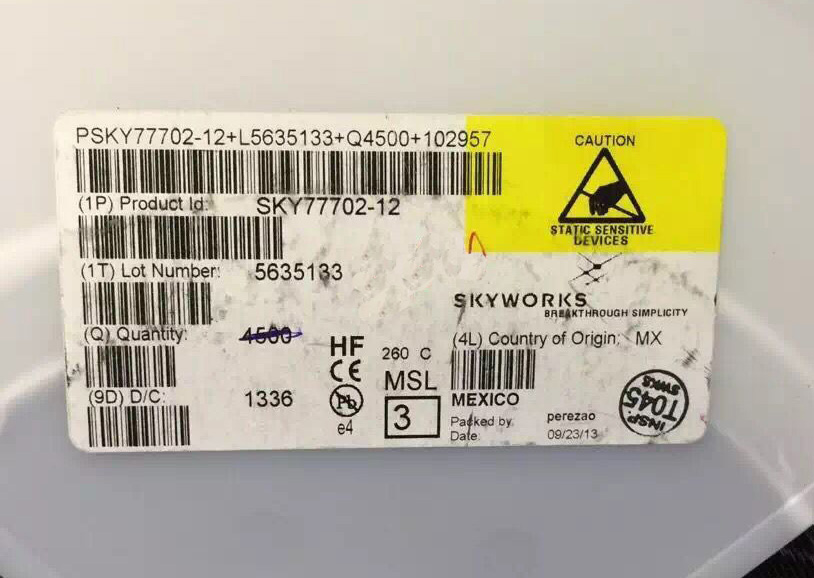 PSKY77702-12+L5635133+Q4500+102957
CAUTION
(1P) Product Id: SKY77702-12
STATIC SENSITIVE
DEVICES
(1T) Lot Number: 5635133
SKYWORKS
BREAKTHROUGH SIMPLICITY
(Q) Quantity: 4500
HF
260 C
(4L) Country of Origin: MX
CE
MSL
(9D) D/C: 1336
Pb
3
MEXICO
e4
Packed by: perezao
Date: 09/23/13
INSP.
T045
SWKS